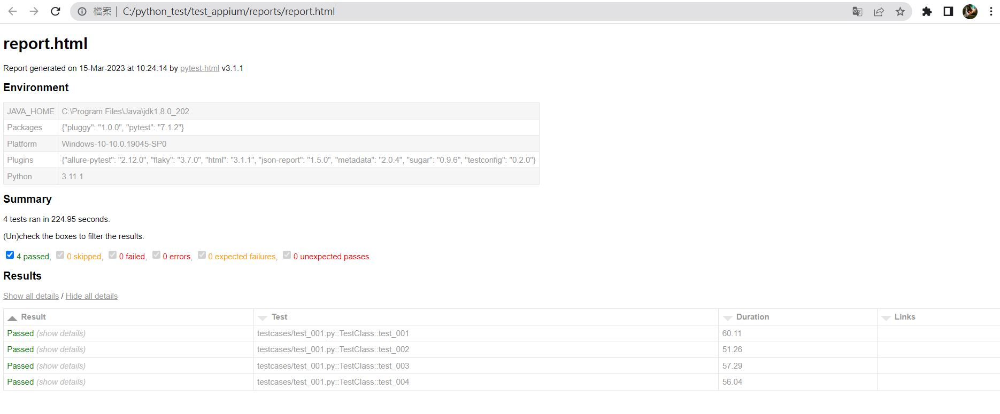 檔案 | C:/python_test/test_appium/reports/report.html
report.html
Report generated on 15-Mar-2023 at 10:24:14 by pytest-html v3.1.1
Environment
JAVA_HOME C:\Program Files\Java\jdk1.8.0_202
Packages {"pluggy": "1.0.0", "pytest": "7.1.2"}
Platform Windows-10-10.0.19045-SP0
Plugins {"allure-pytest": "2.12.0", "flaky": "3.7.0", "html": "3.1.1", "json-report": "1.5.0", "metadata": "2.0.4", "sugar": "0.9.6", "testconfig": "0.2.0"}
Python 3.11.1
Summary
4 tests ran in 224.95 seconds.
(Un)check the boxes to filter the results.
4 passed, 0 skipped, 0 failed, 0 errors, 0 expected failures, 0 unexpected passes
Results
Show all details / Hide all details
Result Test Duration Links
Passed (show details) testcases/test_001.py::TestClass::test_001 60.11
Passed (show details) testcases/test_001.py::TestClass::test_002 51.26
Passed (show details) testcases/test_001.py::TestClass::test_003 57.29
Passed (show details) testcases/test_001.py::TestClass::test_004 56.04